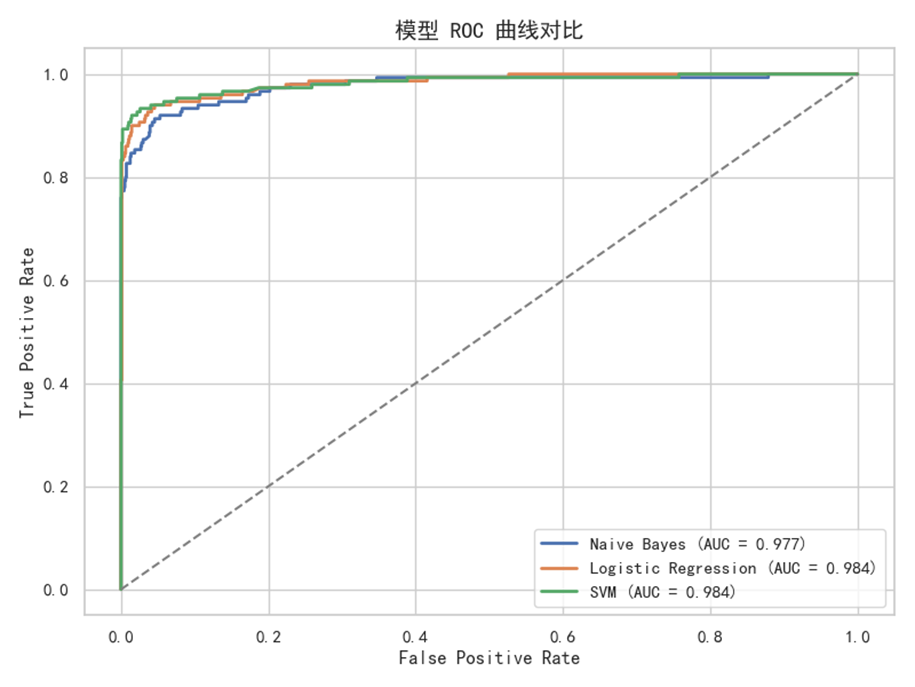 模型 ROC 曲线对比
True Positive Rate
1.0
0.8
0.6
0.4
0.2
0.0
Naive Bayes (AUC = 0.977)
Logistic Regression (AUC = 0.984)
SVM (AUC = 0.984)
0.0 0.2 0.4 0.6 0.8 1.0
False Positive Rate